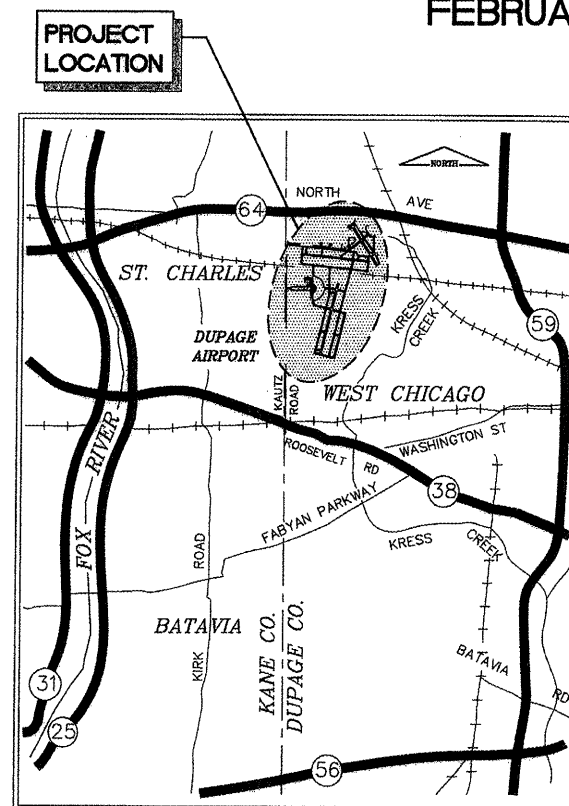 FEBRUA
PROJECT
LOCATION
NORTH
NORTH
AVE
64
ST. CHARLES
KRESS
CREEK
59
DUPAGE
AIRPORT
KAUTZ
ROAD
WEST CHICAGO
WASHINGTON ST
ROOSEVELT RD
RIVER
FOX
38
FABYAN PARKWAY
KRESS
CREEK
ROAD
KIRK
BATAVIA
KANE CO.
DUPAGE CO.
BATAVIA
RD
31
25
56